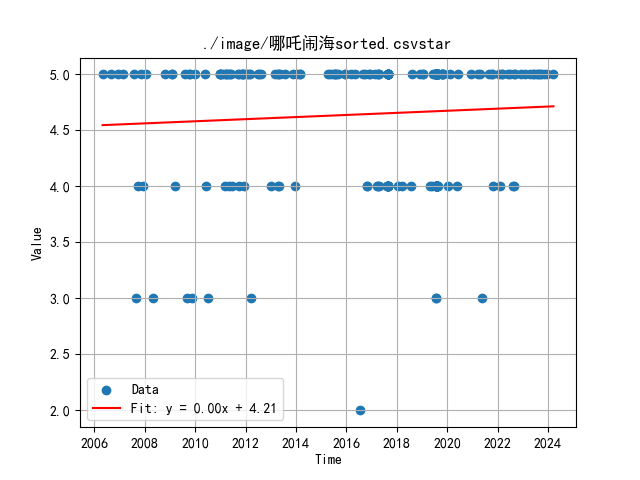 ./image/哪吒闹海sorted.csvstar
Value
5.0
4.5
4.0
3.5
3.0
2.5
2.0
Data
Fit: y = 0.00x + 4.21
2006 2008 2010 2012 2014 2016 2018 2020 2022 2024
Time